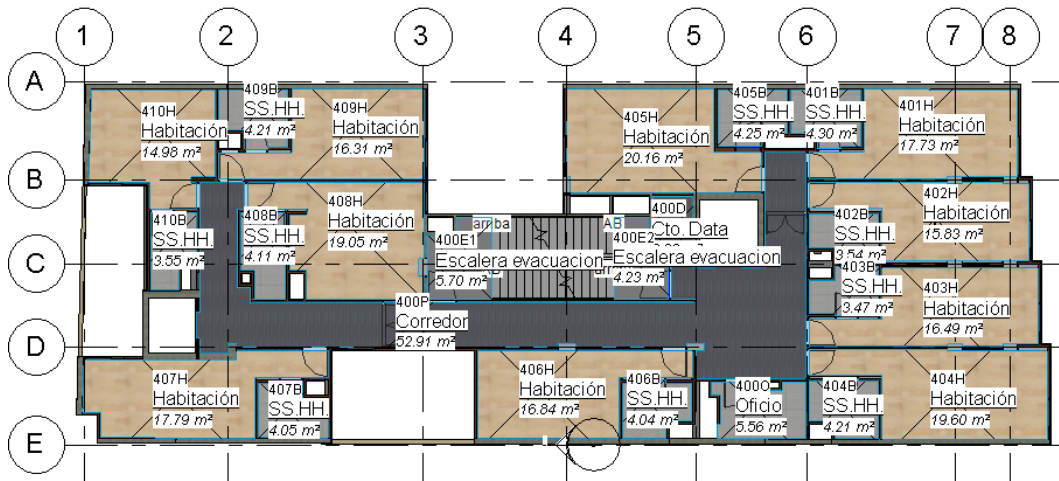 1
2
3
4
5
6
7
8
A
B
C
D
E
410H
Habitación
14.98 m²
409B
SS.HH.
4.21 m²
409H
Habitación
16.31 m²
405H
Habitación
20.16 m²
405B
SS.HH.
4.25 m²
401B
SS.HH.
4.30 m²
401H
Habitación
17.73 m²
410B
SS.HH.
3.55 m²
408B
SS.HH.
4.11 m²
408H
Habitación
19.05 m²
arriba
AB
400E1
Escalera evacuacion
5.70 m²
400E2
Escalera evacuacion
4.23 m²
400D
Cto. Data
402B
SS.HH.
3.54 m²
402H
Habitación
15.83 m²
403B
SS.HH.
3.47 m²
403H
Habitación
16.49 m²
400P
Corredor
52.91 m²
407H
Habitación
17.79 m²
407B
SS.HH.
4.05 m²
406H
Habitación
16.84 m²
406B
SS.HH.
4.04 m²
400O
Oficio
5.56 m²
404B
SS.HH.
4.21 m²
404H
Habitación
19.60 m²